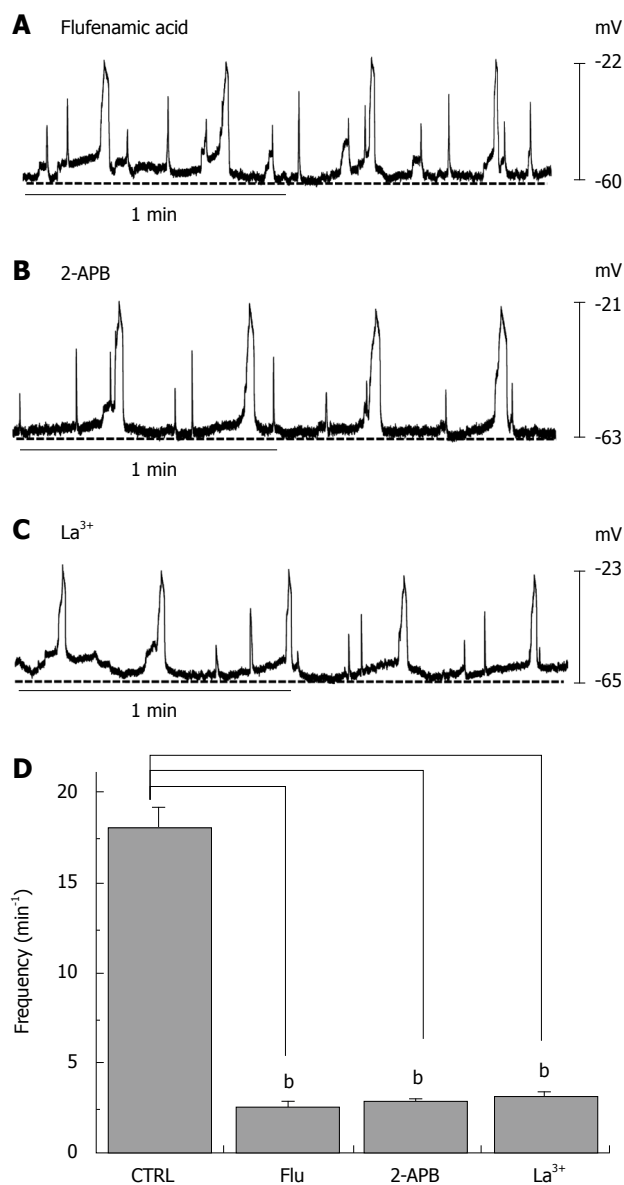 A Flufenamic acid
mV
-22
-60
1 min
B 2-APB
mV
-21
-63
1 min
C La³⁺
mV
-23
-65
1 min
D
20
15
10
5
0
Frequency (min⁻¹)
b b b
CTRL Flu 2-APB La³⁺